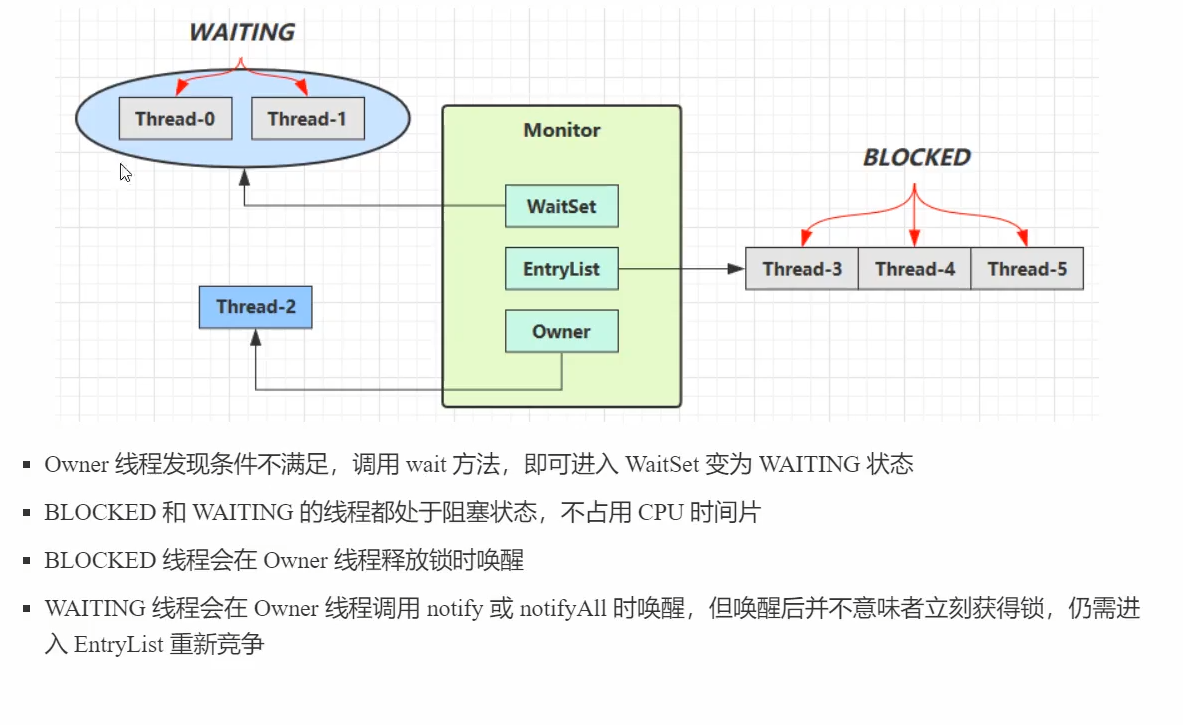 WAITING
Thread-0 Thread-1
Monitor
BLOCKED
WaitSet
EntryList
Thread-3 Thread-4 Thread-5
Thread-2
Owner
Owner 线程发现条件不满足，调用 wait 方法，即可进入 WaitSet 变为 WAITING 状态
BLOCKED 和 WAITING 的线程都处于阻塞状态，不占用 CPU 时间片
BLOCKED 线程会在 Owner 线程释放锁时唤醒
WAITING 线程会在 Owner 线程调用 notify 或 notifyAll 时唤醒，但唤醒后并不意味者立刻获得锁，仍需进
入 EntryList 重新竞争